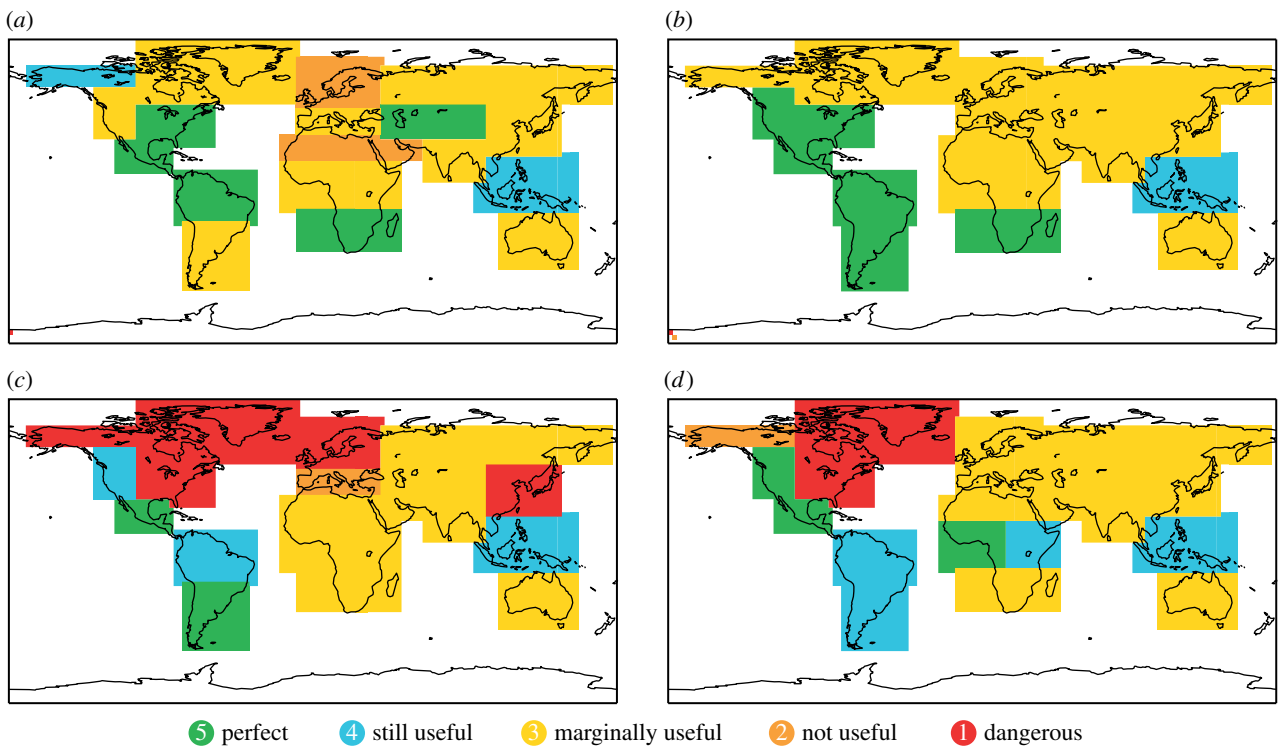 (a)
(b)
(c)
(d)
5 perfect 4 still useful 3 marginally useful 2 not useful 1 dangerous